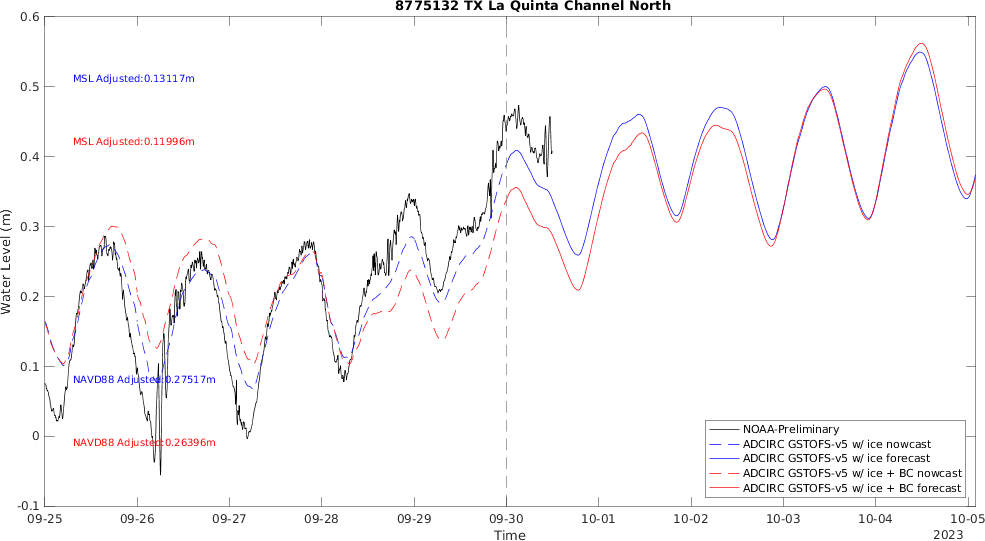 8775132 TX La Quinta Channel North
0.6
0.5
0.4
0.3
0.2
0.1
0
-0.1
Water Level (m)
MSL Adjusted:0.13117m
MSL Adjusted:0.11996m
NAVD88 Adjusted:0.27517m
NAVD88 Adjusted:0.26396m
NOAA-Preliminary
ADCIRC GSTOFS-v5 w/ ice nowcast
ADCIRC GSTOFS-v5 w/ ice forecast
ADCIRC GSTOFS-v5 w/ ice + BC nowcast
ADCIRC GSTOFS-v5 w/ ice + BC forecast
09-25 09-26 09-27 09-28 09-29 09-30 10-01 10-02 10-03 10-04 10-05
Time
2023